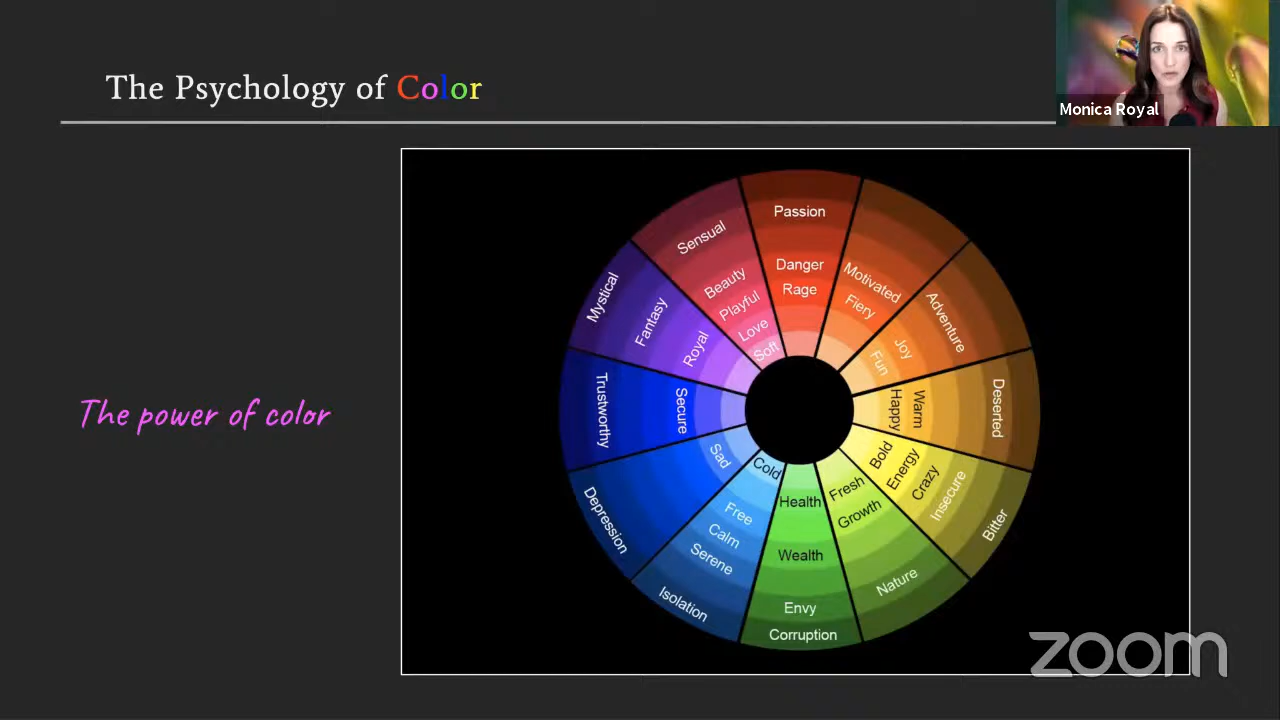 The Psychology of Color
Monica Royal
The power of color
Passion
Danger
Rage
Motivated
Fiery
Adventure
Joy
Fun
Deserted
Warm
Happy
Bold
Energy
Crazy
Insecure
Bitter
Fresh
Growth
Nature
Health
Wealth
Envy
Corruption
Cold
Free
Calm
Serene
Isolation
Sad
Depression
Secure
Trustworthy
Royal
Fantasy
Mystical
Sensual
Beauty
Playful
Love
Soft
zoom